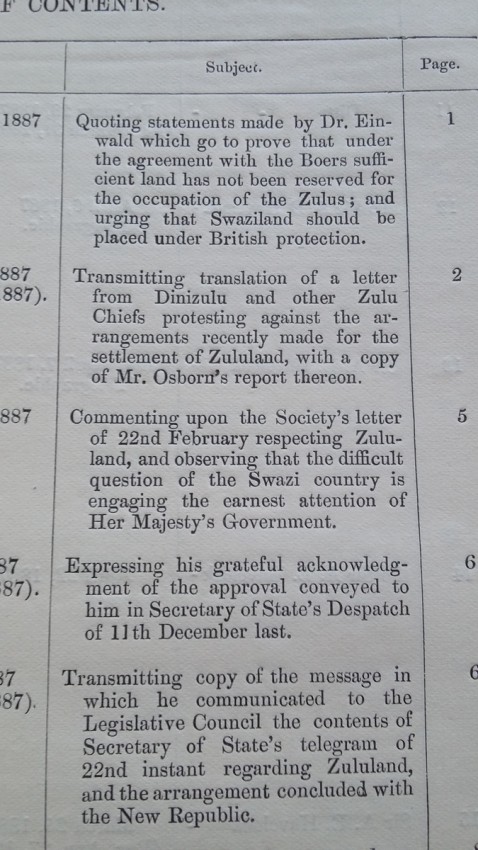 F CONTENTS.
Subject.
Page.
1887
Quoting statements made by Dr. Ein-
wald which go to prove that under
the agreement with the Boers suffi-
cient land has not been reserved for
the occupation of the Zulus; and
urging that Swaziland should be
placed under British protection.
1
887
887).
Transmitting translation of a letter
from Dinizulu and other Zulu
Chiefs protesting against the ar-
rangements recently made for the
settlement of Zululand, with a copy
of Mr. Osborn's report thereon.
2
887
Commenting upon the Society's letter
of 22nd February respecting Zulu-
land, and observing that the difficult
question of the Swazi country is
engaging the earnest attention of
Her Majesty's Government.
5
87
87).
Expressing his grateful acknowledg-
ment of the approval conveyed to
him in Secretary of State's Despatch
of 11th December last.
6
87
87).
Transmitting copy of the message in
which he communicated to the
Legislative Council the contents of
Secretary of State's telegram of
22nd instant regarding Zululand,
and the arrangement concluded with
the New Republic.
6